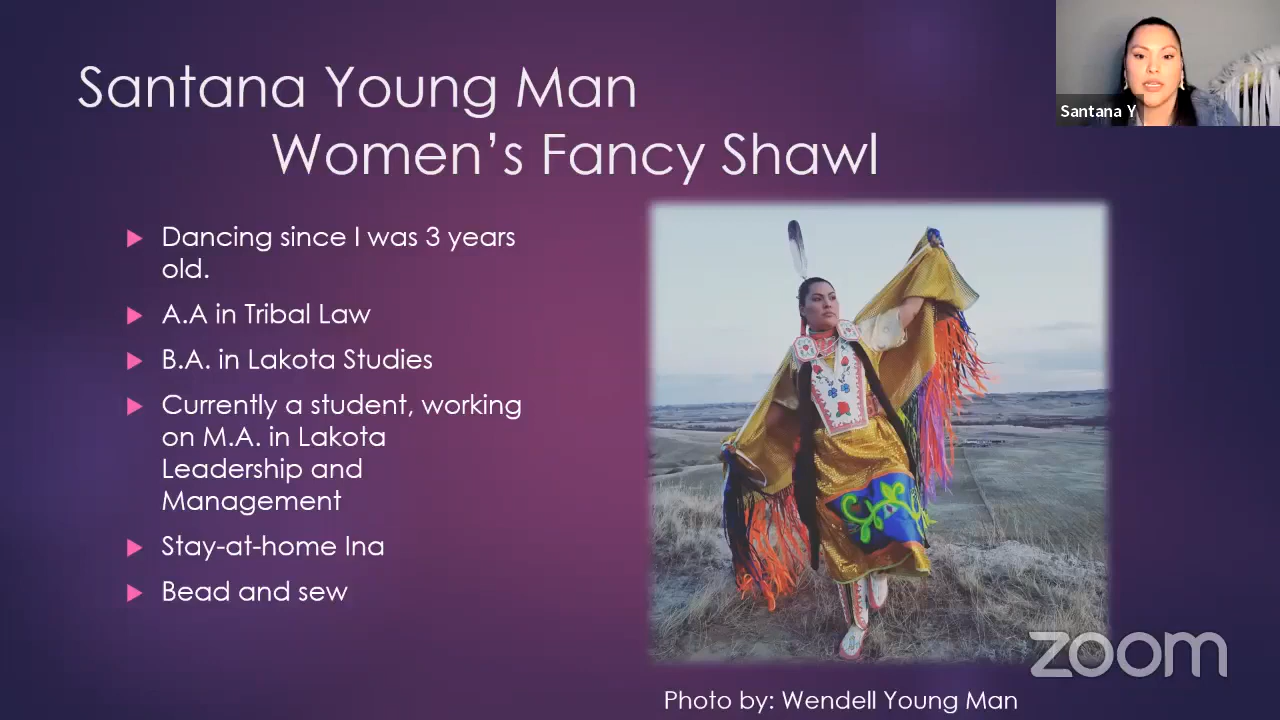 Santana Young Man
Women's Fancy Shawl
Santana Y
Dancing since I was 3 years
old.
A.A in Tribal Law
B.A. in Lakota Studies
Currently a student, working
on M.A. in Lakota
Leadership and
Management
Stay-at-home Ina
Bead and sew
zoom
Photo by: Wendell Young Man